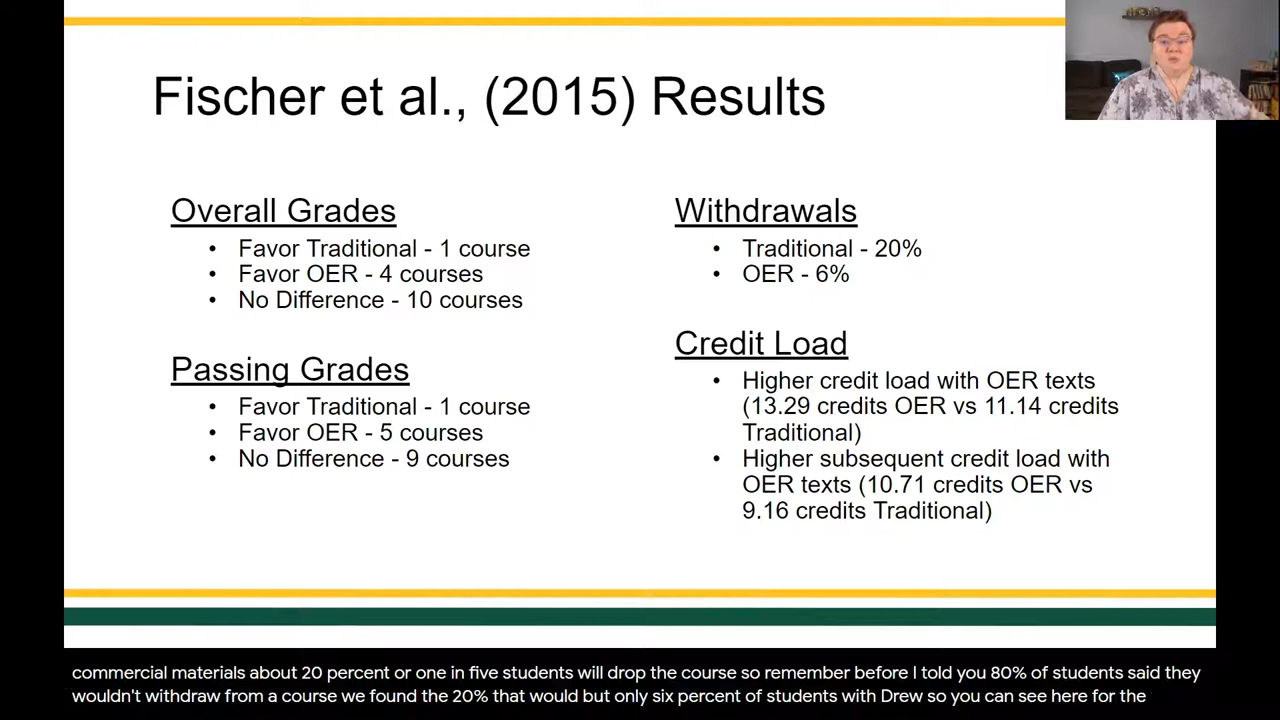 Fischer et al., (2015) Results
Overall Grades
• Favor Traditional - 1 course
• Favor OER - 4 courses
• No Difference - 10 courses
Passing Grades
• Favor Traditional - 1 course
• Favor OER - 5 courses
• No Difference - 9 courses
Withdrawals
• Traditional - 20%
• OER - 6%
Credit Load
• Higher credit load with OER texts
(13.29 credits OER vs 11.14 credits
Traditional)
• Higher subsequent credit load with
OER texts (10.71 credits OER vs
9.16 credits Traditional)
commercial materials about 20 percent or one in five students will drop the course so remember before I told you 80% of students said they
wouldn't withdraw from a course we found the 20% that would but only six percent of students with Drew so you can see here for the